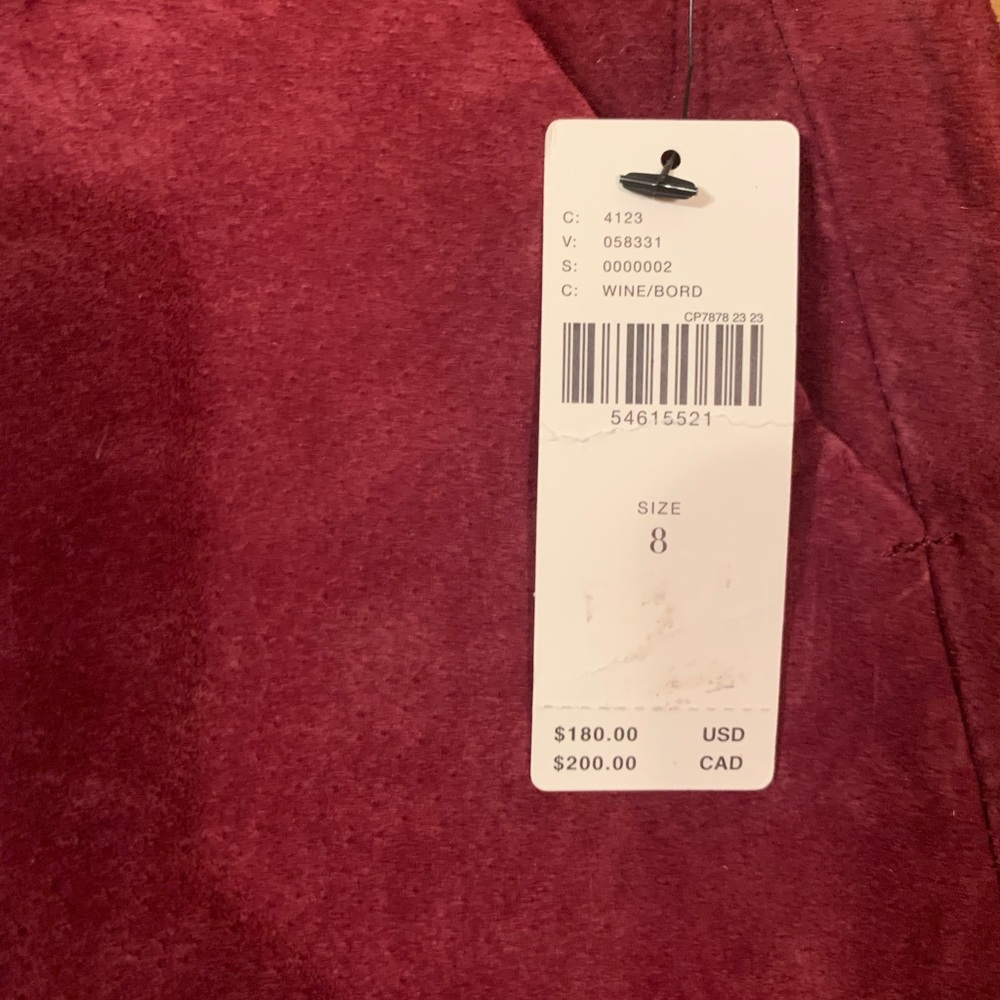 C: 4123
V: 058331
S: 0000002
C: WINE/BORD
CP7878 23 23
54615521
SIZE
8
$180.00 USD
$200.00 CAD